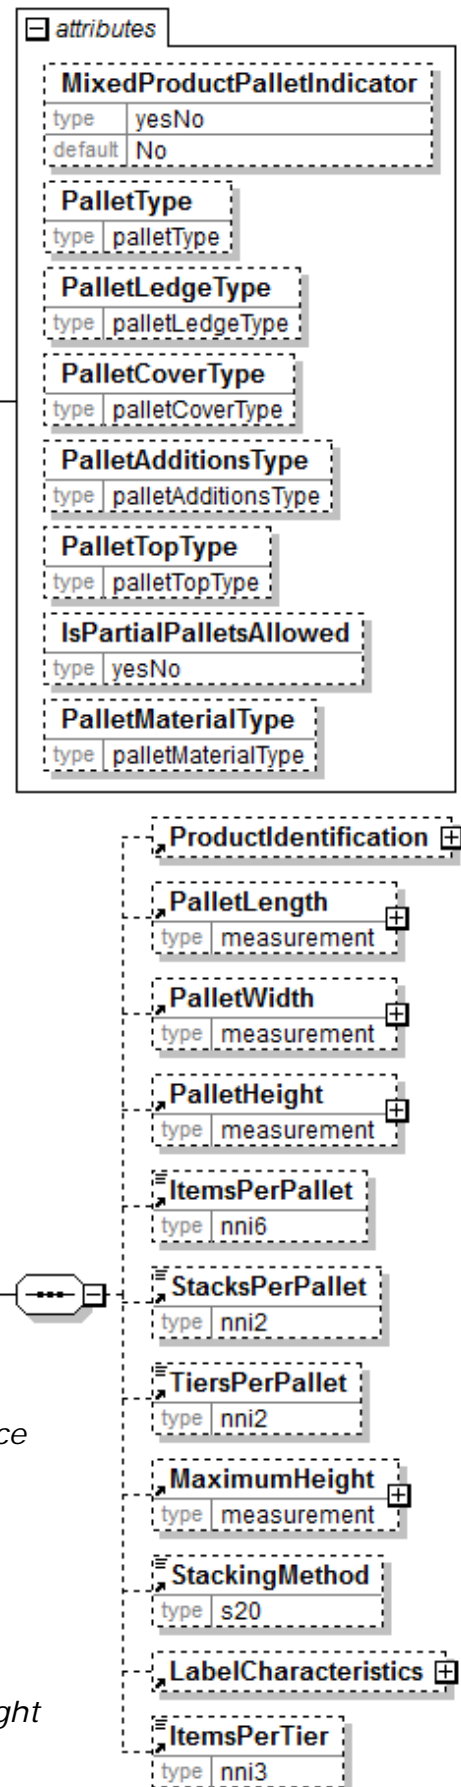 attributes
MixedProductPalletIndicator
type yesNo
default No
PalletType
type palletType
PalletLedgeType
type palletLedgeType
PalletCoverType
type palletCoverType
PalletAdditionsType
type palletAdditionsType
PalletTopType
type palletTopType
IsPartialPalletsAllowed
type yesNo
PalletMaterialType
type palletMaterialType
ProductIdentification
PalletLength
type measurement
PalletWidth
type measurement
PalletHeight
type measurement
ItemsPerPallet
type nni6
StacksPerPallet
type nni2
TiersPerPallet
type nni2
ce
MaximumHeight
type measurement
StackingMethod
type s20
LabelCharacteristics
ght
ItemsPerTier
type nni3